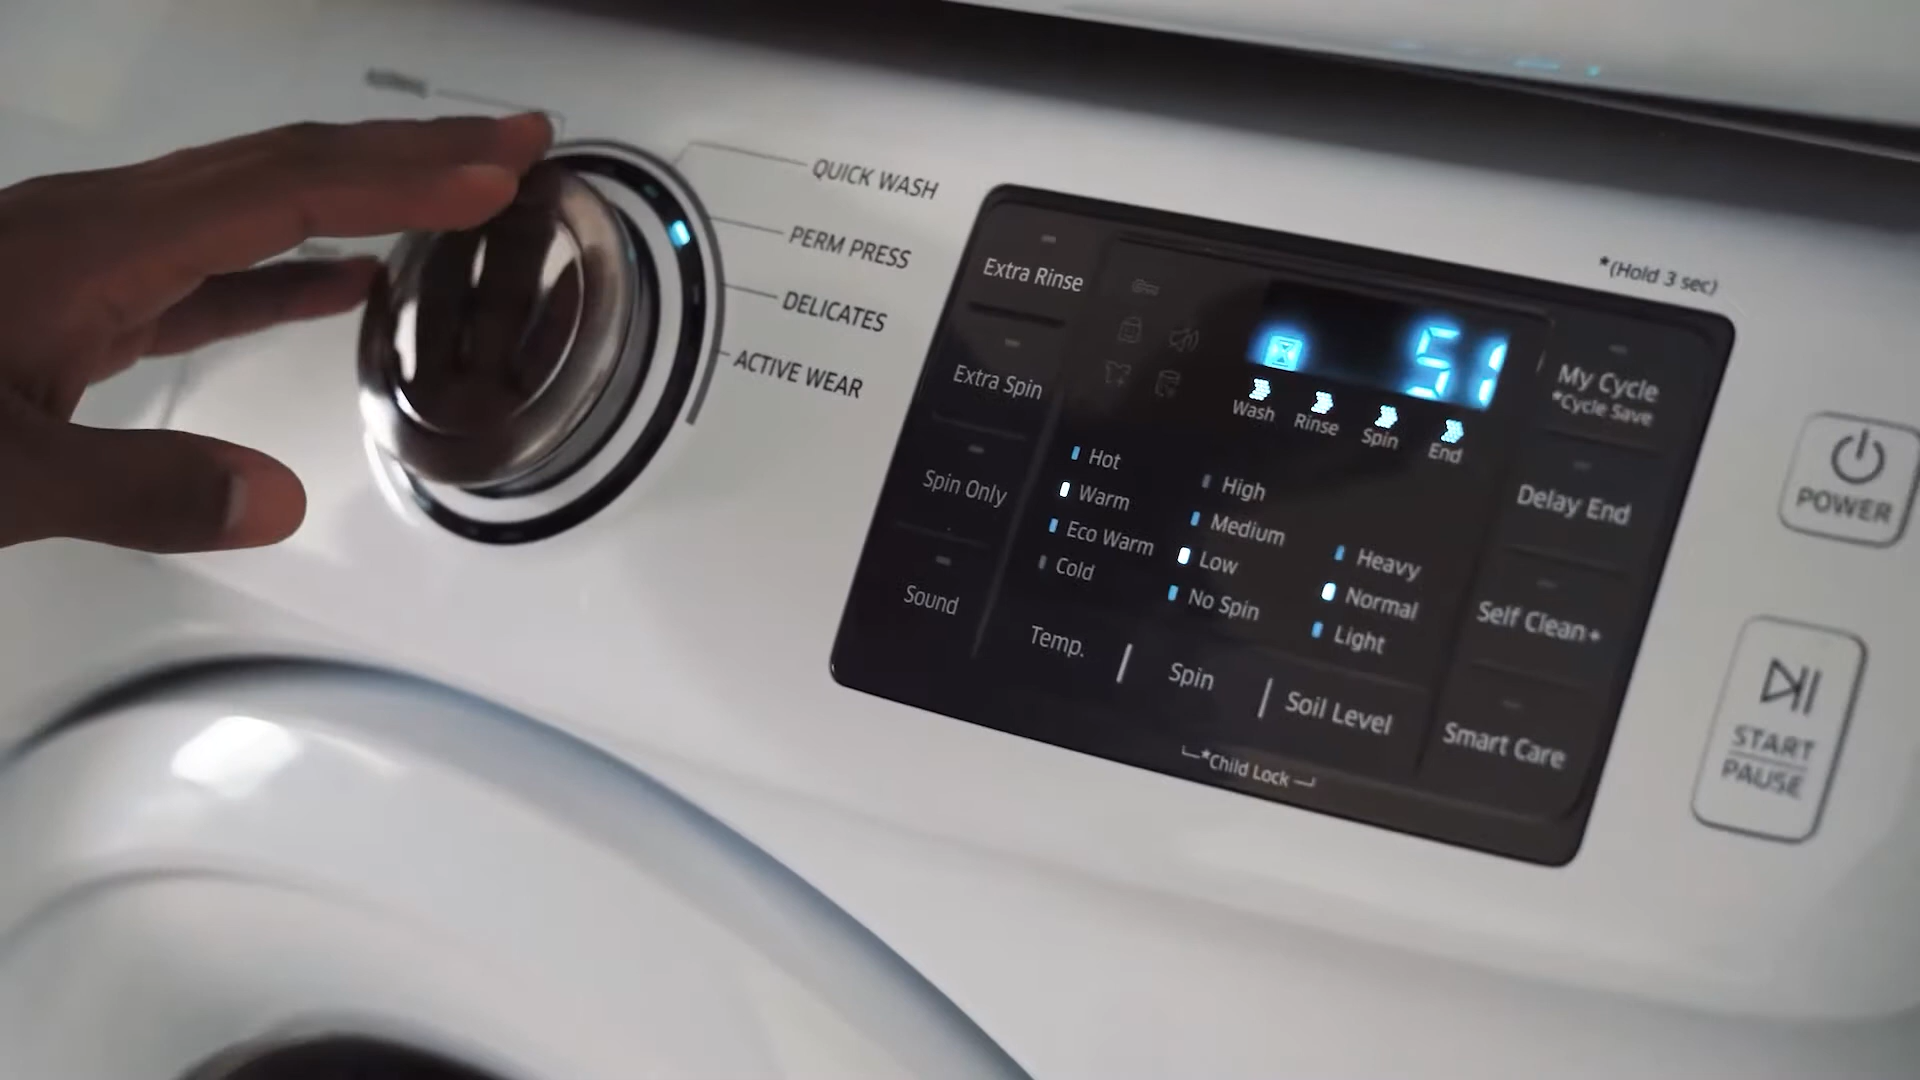 QUICK WASH
PERM PRESS
DELICATES
ACTIVE WEAR
*(Hold 3 sec)
Extra Rinse
Extra Spin
Spin Only
Sound
51
Wash Rinse Spin End
Hot
Warm
Eco Warm
Cold
Temp.
High
Medium
Low
No Spin
Spin
Heavy
Normal
Light
Soil Level
*Child Lock
My Cycle
*Cycle Save
Delay End
Self Clean+
Smart Care
POWER
START
PAUSE